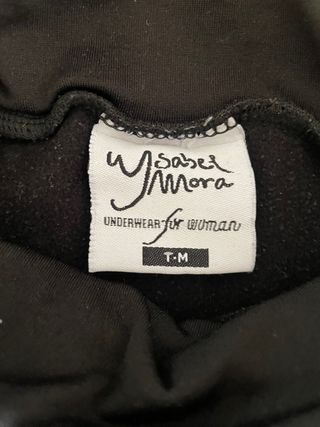 Ysabel
Mora
UNDERWEAR for woman
T-M